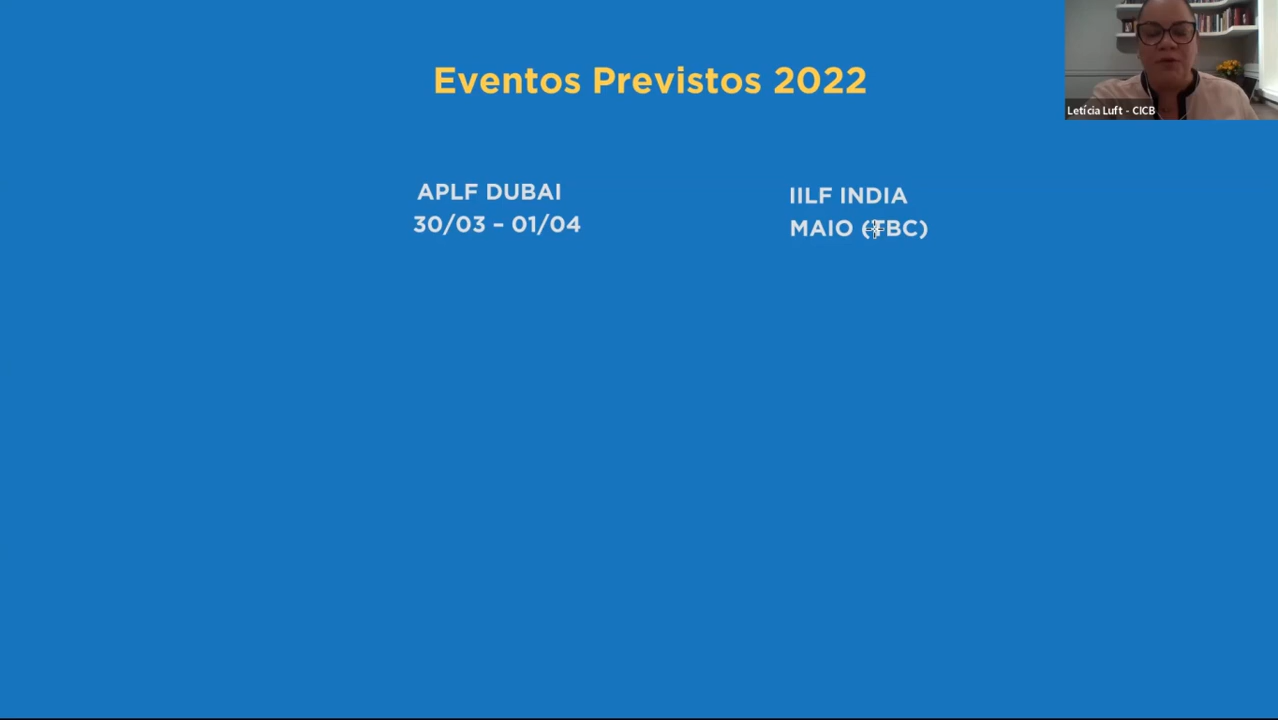 Eventos Previstos 2022
APLF DUBAI
30/03 – 01/04
IILF INDIA
MAIO (TBC)
Letícia Luft - CICB